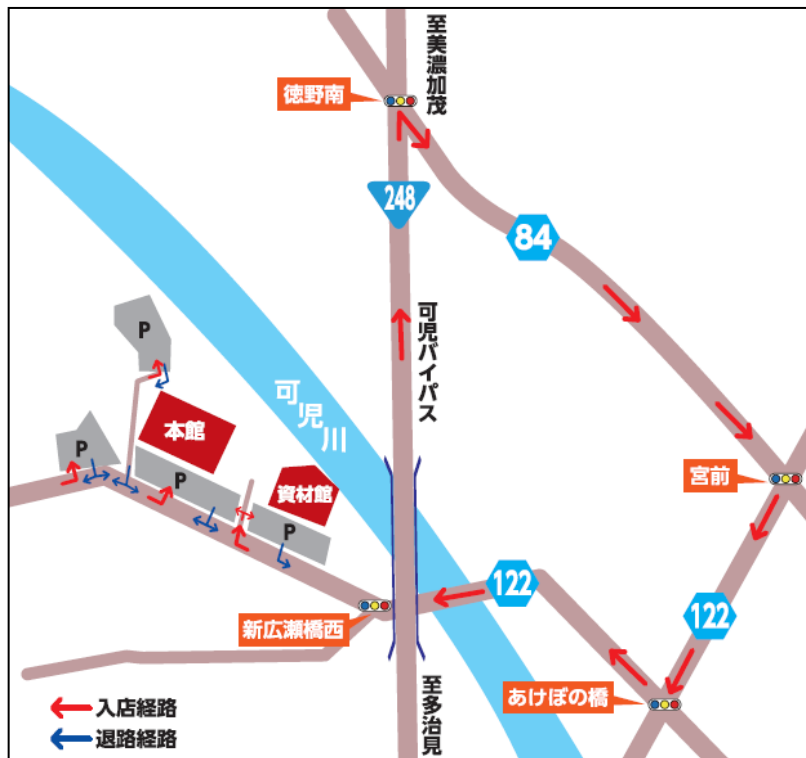 至美濃加茂
徳野南
248
84
可児バイパス
P
可児川
本館
P
P
資材館
P
宮前
122
122
新広瀬橋西
あけぼの橋
至多治見
入店経路
退路経路